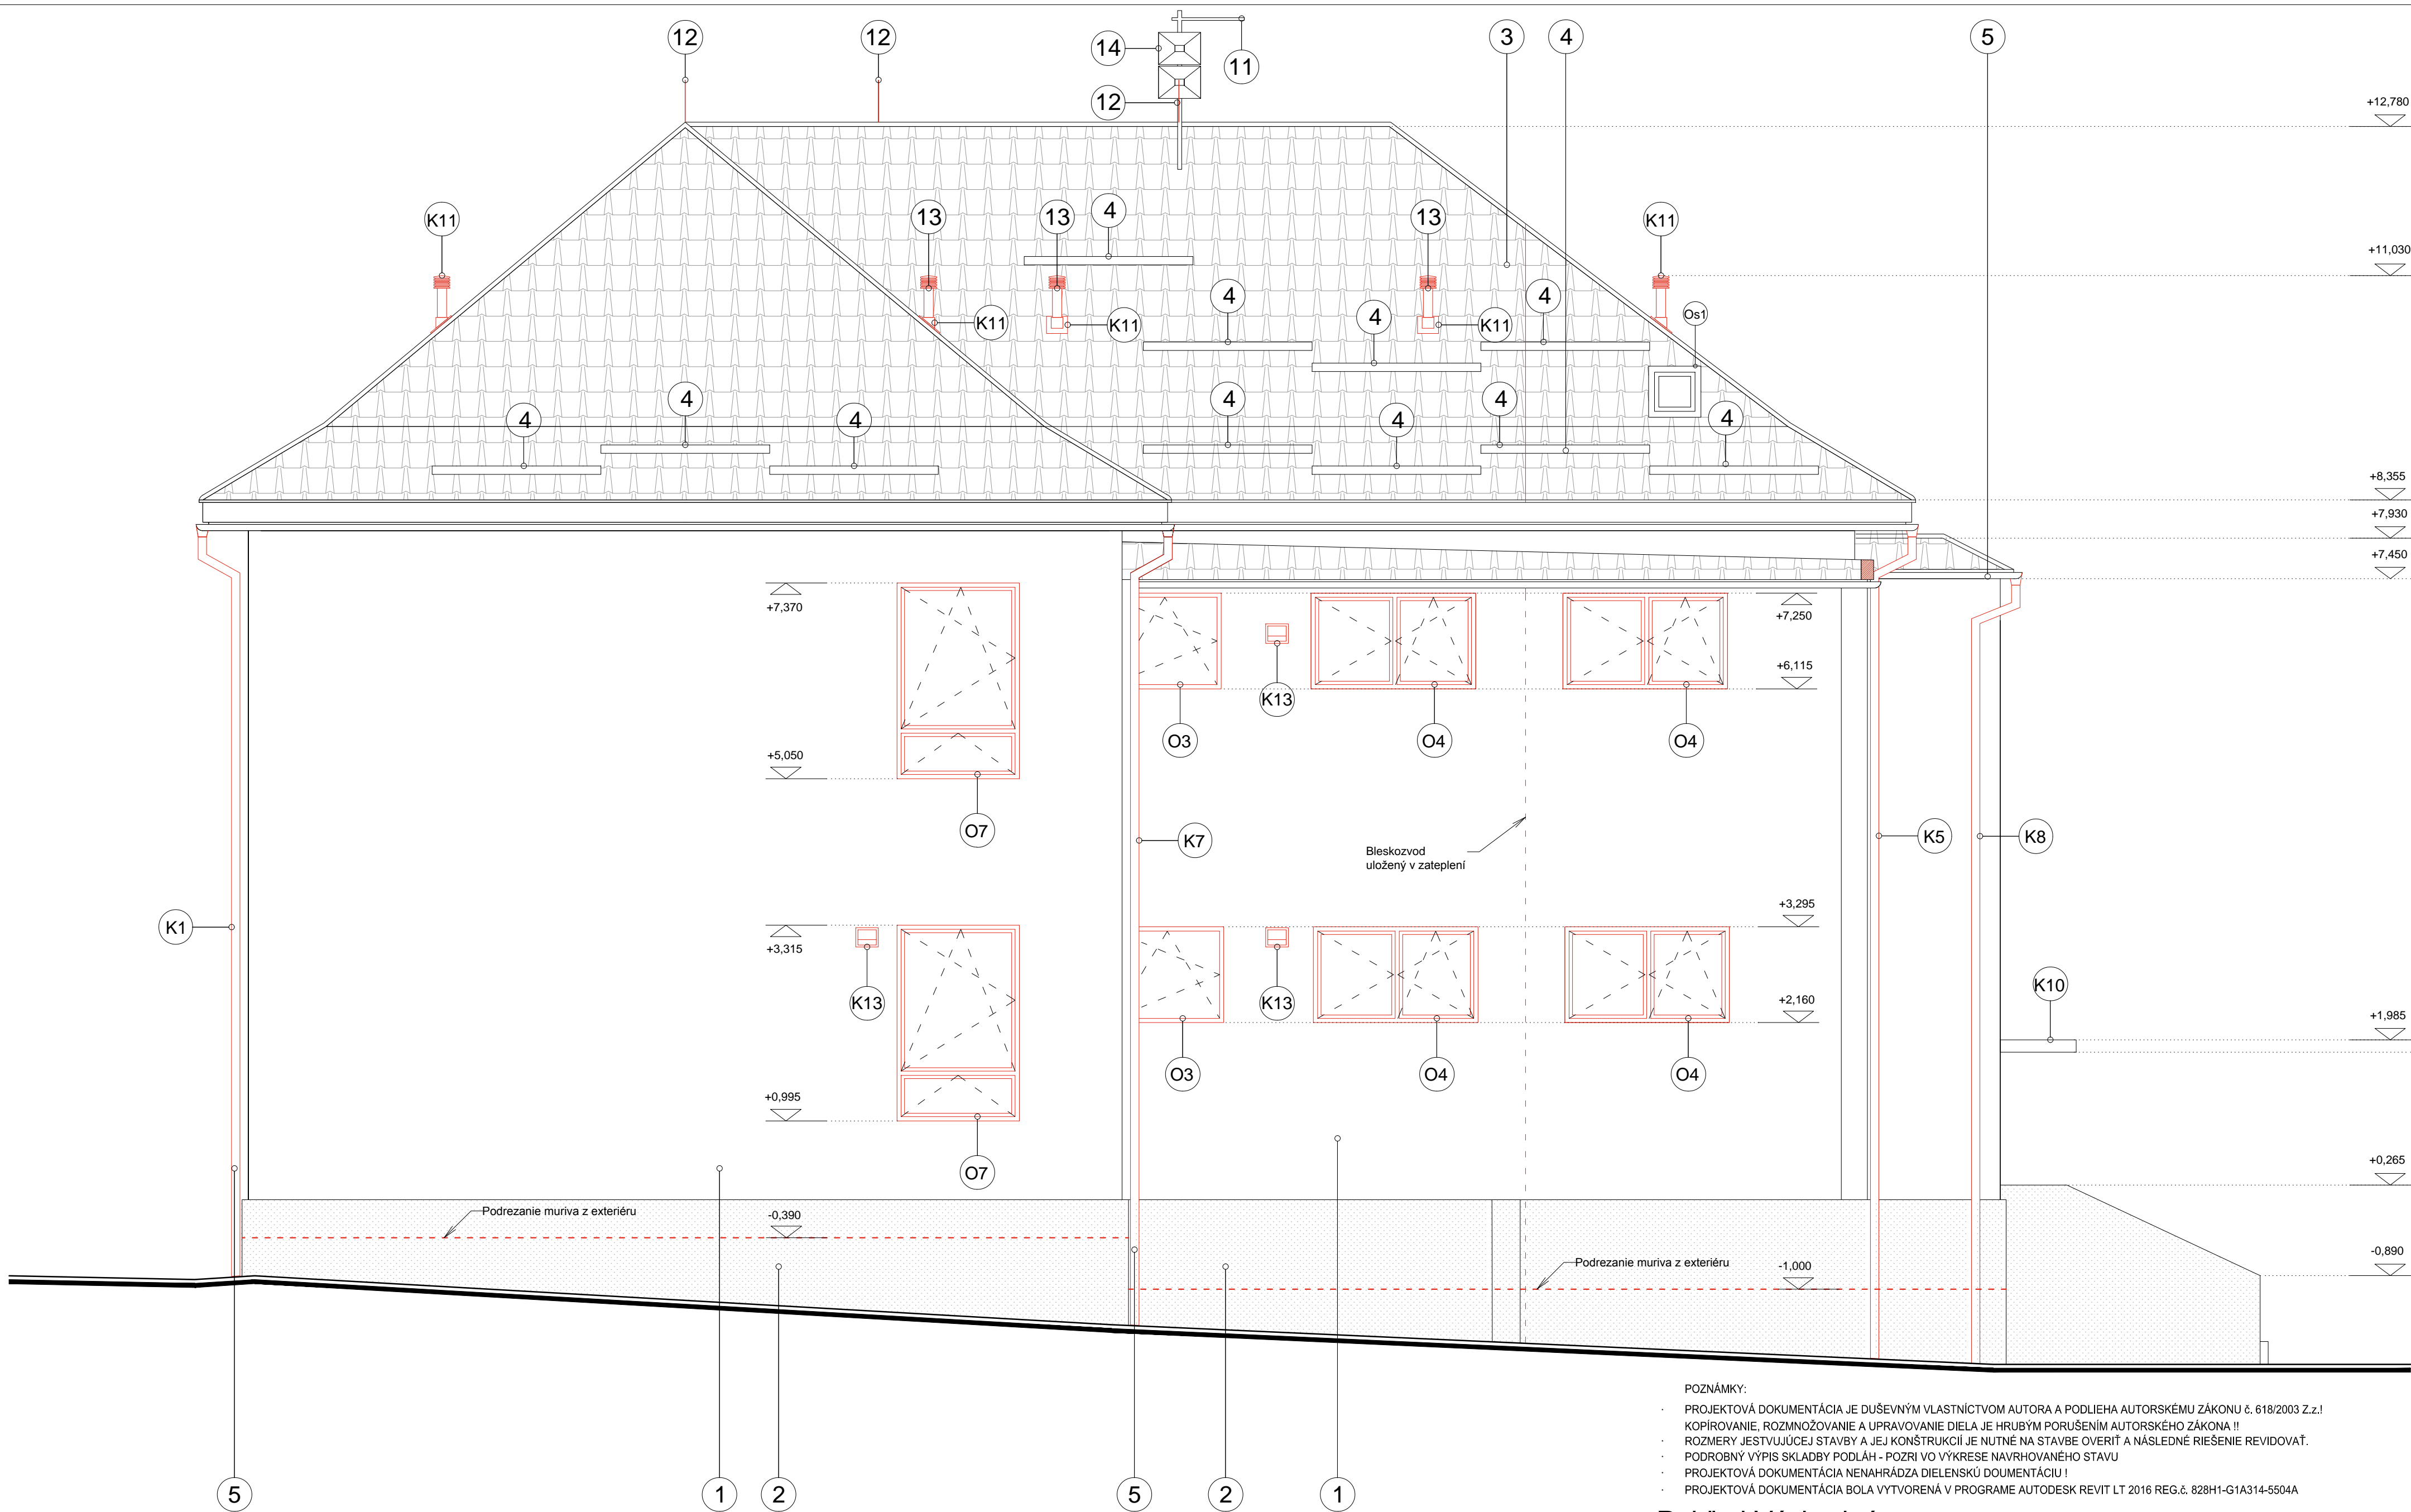 12
12
14
11
12
3
4
5
+12,780
K11
13
13
4
13
K11
+11,030
K11
K11
4
4
K11
4
Os1
4
4
4
4
4
4
4
4
+8,355
+7,930
+7,450
+7,370
+7,250
+6,115
K13
O3
O4
O4
+5,050
O7
K7
Bleskozvod
uložený v zateplení
K5
K8
K1
+3,315
K13
K13
+3,295
+2,160
K10
+1,985
O3
O4
O4
+0,995
O7
+0,265
Podrezanie muriva z exteriéru
-0,390
Podrezanie muriva z exteriéru
-1,000
-0,890
5
1
2
5
2
1
POZNÁMKY:
· PROJEKTOVÁ DOKUMENTÁCIA JE DUŠEVNÝM VLASTNÍCTVOM AUTORA A PODLIEHA AUTORSKÉMU ZÁKONU č. 618/2003 Z.z.!
KOPÍROVANIE, ROZMNOŽOVANIE A UPRAVOVANIE DIELA JE HRUBÝM PORUŠENÍM AUTORSKÉHO ZÁKONA !!
· ROZMERY JESTVUJÚCEJ STAVBY A JEJ KONŠTRUKCIÍ JE NUTNÉ NA STAVBE OVERIŤ A NÁSLEDNÉ RIEŠENIE REVIDOVAŤ.
· PODROBNÝ VÝPIS SKLADBY PODLÁH - POZRI VO VÝKRESE NAVRHOVANÉHO STAVU
· PROJEKTOVÁ DOKUMENTÁCIA NENAHRÁDZA DIELENSKÚ DOUMENTÁCIU !
· PROJEKTOVÁ DOKUMENTÁCIA BOLA VYTVORENÁ V PROGRAME AUTODESK REVIT LT 2016 REG.č. 828H1-G1A314-5504A